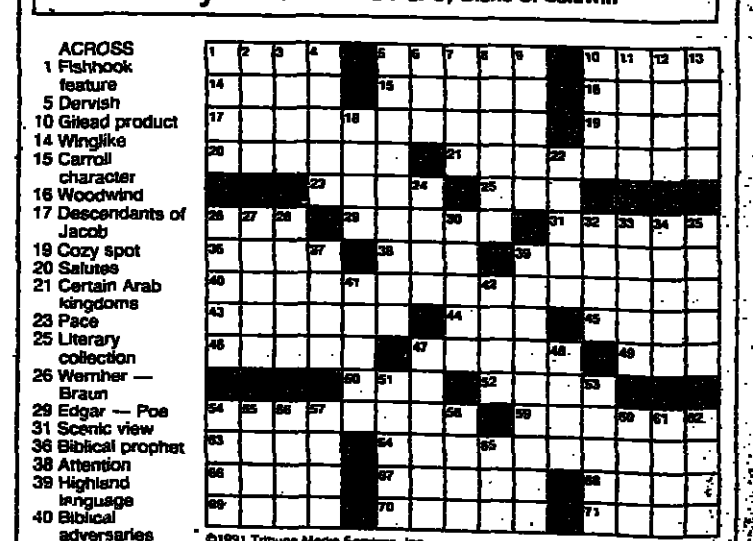 ACROSS
1 Fishhook
feature
5 Dervish
10 Gilead product
14 Winglike
15 Carroll
character
16 Woodwind
17 Descendants of
Jacob
19 Cozy spot
20 Salutes
21 Certain Arab
kingdoms
23 Pace
25 Literary
collection
26 Wernher —
Braun
29 Edgar — Poe
31 Scenic view
36 Biblical prophet
38 Attention
39 Highland
language
40 Biblical
adversaries
1 2 3 4 5 6 7 8 9 10 11 12 13
14 15 16
17 18 19
20 21 22
23 24 25
26 27 28 29 30 31 32 33 34 35
36 37 38 39
40 41 42
43 44 45
46 47 48 49
50 51 52 53
54 55 56 57 58 59 60 61 62
63 64 65
66 67 68
69 70 71
©1991 Tribune Media Services, Inc.